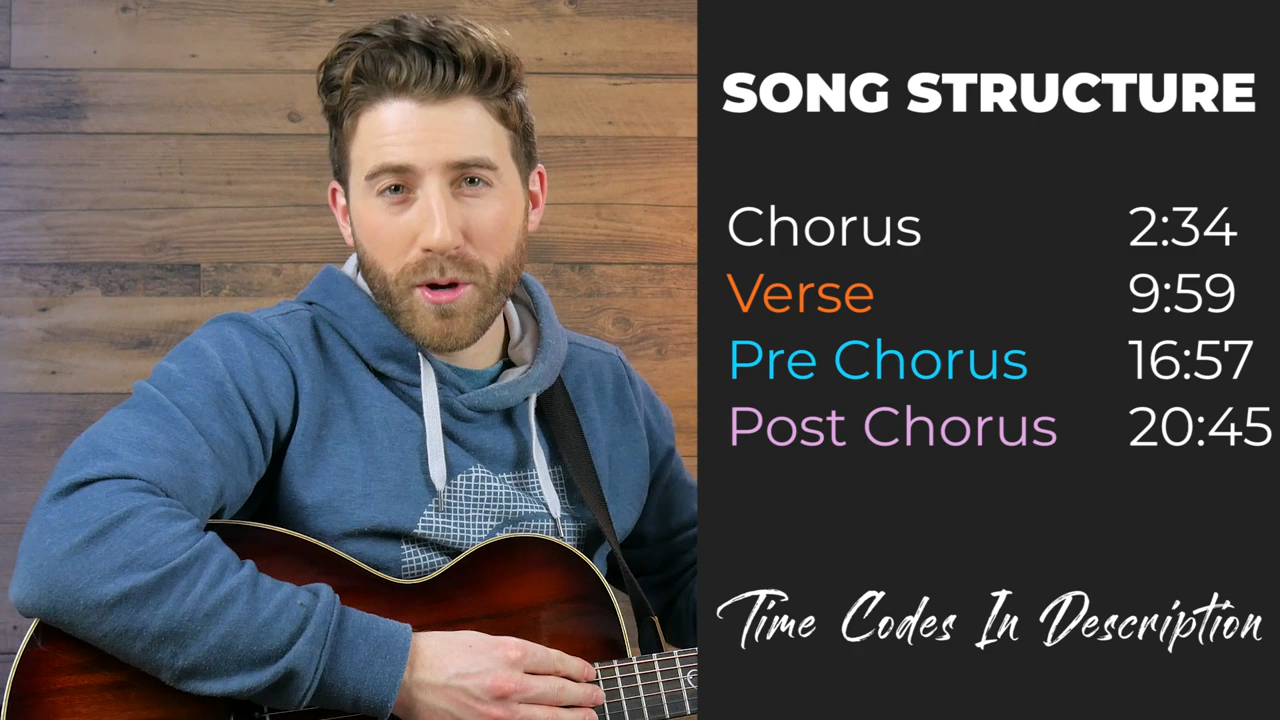 SONG STRUCTURE
Chorus 2:34
Verse 9:59
Pre Chorus 16:57
Post Chorus 20:45
Time Codes In Description